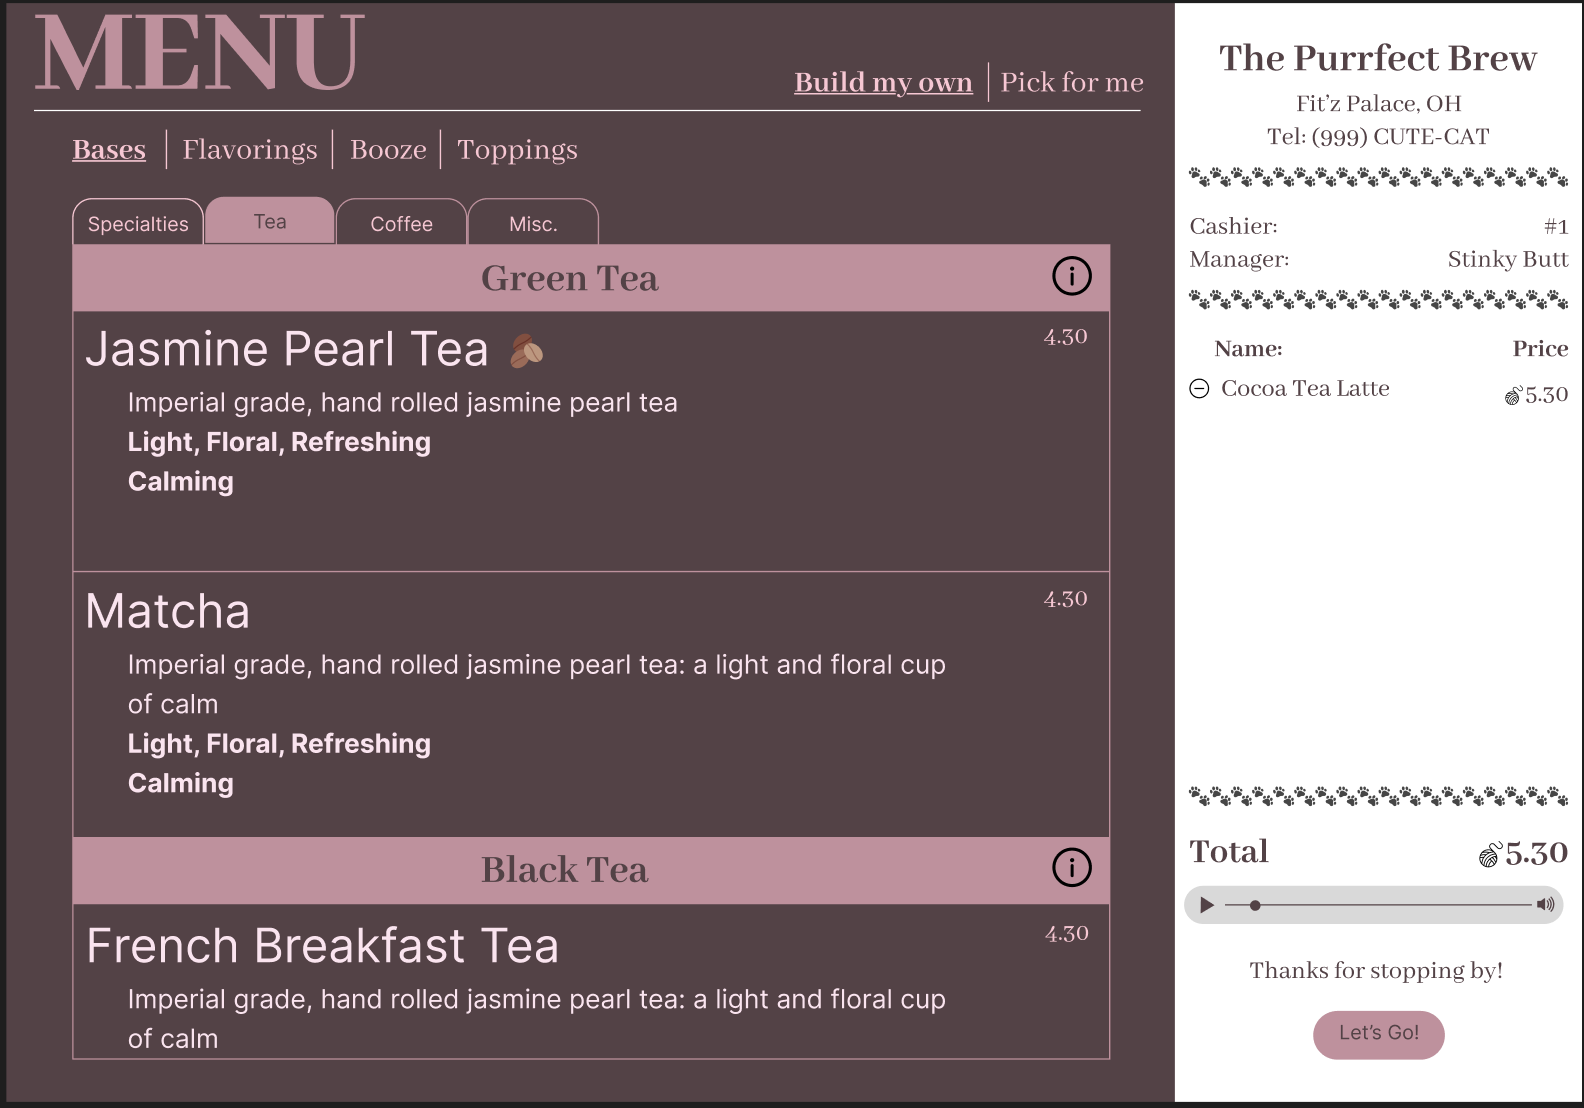 MENU
Build my own
Pick for me
Bases
Flavorings
Booze
Toppings
Specialties
Tea
Coffee
Misc.
Green Tea
Jasmine Pearl Tea
4.30
Imperial grade, hand rolled jasmine pearl tea
Light, Floral, Refreshing
Calming
Matcha
4.30
Imperial grade, hand rolled jasmine pearl tea: a light and floral cup
of calm
Light, Floral, Refreshing
Calming
Black Tea
French Breakfast Tea
4.30
Imperial grade, hand rolled jasmine pearl tea: a light and floral cup
of calm
The Purrfect Brew
Fit’z Palace, OH
Tel: (999) CUTE-CAT
Cashier: #1
Manager: Stinky Butt
Name: Price
Cocoa Tea Latte 5.30
Total 5.30
Thanks for stopping by!
Let’s Go!